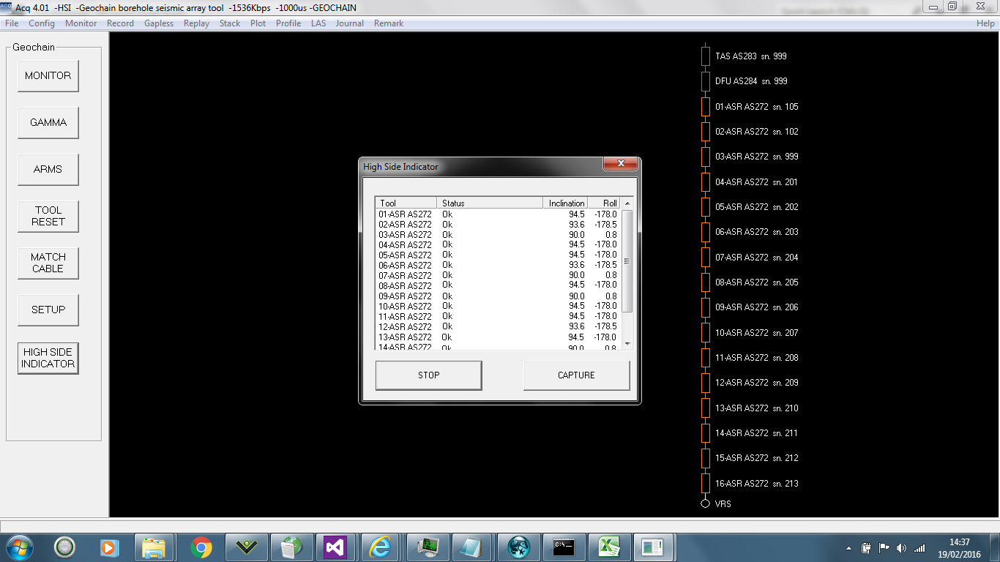 Acq 4.01 -HSI -Geochain borehole seismic array tool -1536Kbps -1000us -GEOCHAIN
File Config Monitor Record Gapless Replay Stack Plot Profile LAS Journal Remark Help
Geochain
MONITOR
GAMMA
ARMS
TOOL
RESET
MATCH
CABLE
SETUP
HIGH SIDE
INDICATOR
High Side Indicator
Tool Status Inclination Roll
01-ASR AS272 Ok 94.5 -178.0
02-ASR AS272 Ok 93.6 -178.5
03-ASR AS272 Ok 90.0 0.8
04-ASR AS272 Ok 94.5 -178.0
05-ASR AS272 Ok 94.5 -178.0
06-ASR AS272 Ok 93.6 -178.5
07-ASR AS272 Ok 90.0 0.8
08-ASR AS272 Ok 94.5 -178.0
09-ASR AS272 Ok 90.0 0.8
10-ASR AS272 Ok 94.5 -178.0
11-ASR AS272 Ok 94.5 -178.0
12-ASR AS272 Ok 93.6 -178.5
13-ASR AS272 Ok 94.5 -178.0
14-ASR AS272 Ok 90.0 0.8
STOP CAPTURE
TAS AS283 sn. 999
DFU AS284 sn. 999
01-ASR AS272 sn. 105
02-ASR AS272 sn. 102
03-ASR AS272 sn. 999
04-ASR AS272 sn. 201
05-ASR AS272 sn. 202
06-ASR AS272 sn. 203
07-ASR AS272 sn. 204
08-ASR AS272 sn. 205
09-ASR AS272 sn. 206
10-ASR AS272 sn. 207
11-ASR AS272 sn. 208
12-ASR AS272 sn. 209
13-ASR AS272 sn. 210
14-ASR AS272 sn. 211
15-ASR AS272 sn. 212
16-ASR AS272 sn. 213
VRS
14:37
19/02/2016